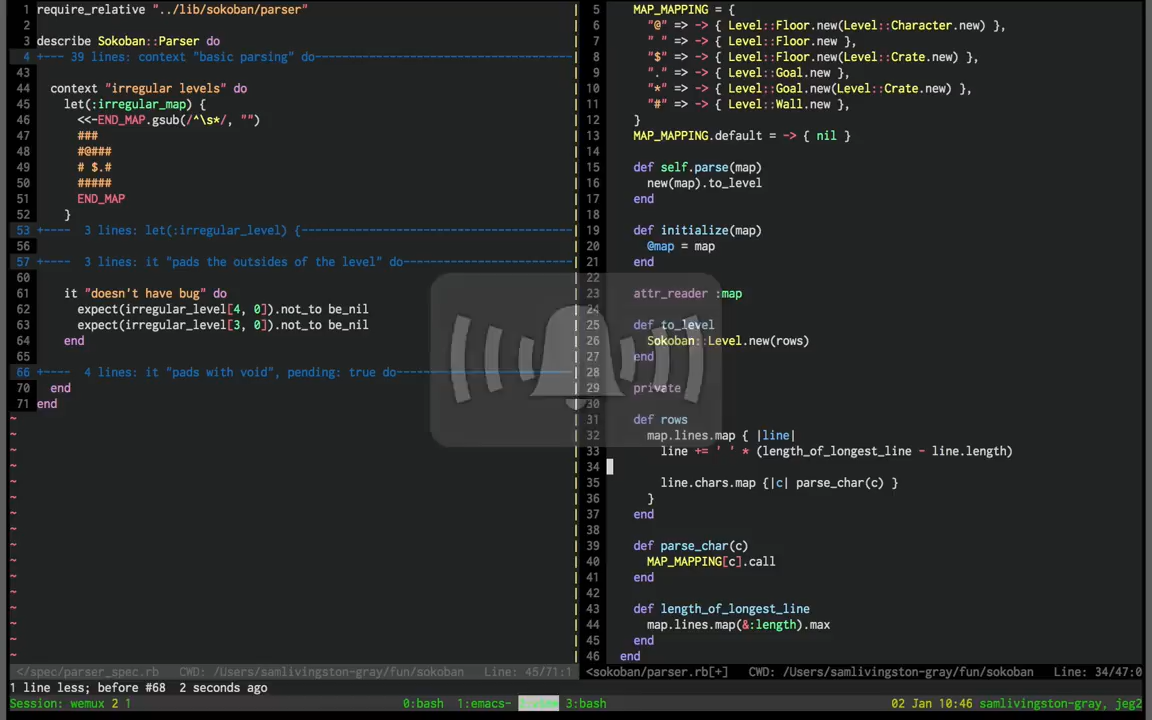 1 require_relative "../lib/sokoban/parser"
2
3 describe Sokoban::Parser do
4 +---- 39 lines: context "basic parsing" do
43
44 context "irregular levels" do
45 let(:irregular_map) {
46 <<-END_MAP.gsub(/^\s*/, "")
47 ###
48 #@###
49 # $.#
50 #####
51 END_MAP
52 }
53 +---- 3 lines: let(:irregular_level) {
56
57 +---- 3 lines: it "pads the outsides of the level" do
60
61 it "doesn't have bug" do
62 expect(irregular_level[4, 0]).not_to be_nil
63 expect(irregular_level[3, 0]).not_to be_nil
64 end
65
66 +---- 4 lines: it "pads with void", pending: true do
70 end
71 end
</spec/parser_spec.rb CWD: /Users/samlivingston-gray/fun/sokoban Line: 45/71:1
5 MAP_MAPPING = {
6 "@" => -> { Level::Floor.new(Level::Character.new) },
7 " " => -> { Level::Floor.new },
8 "$" => -> { Level::Floor.new(Level::Crate.new) },
9 "." => -> { Level::Goal.new },
10 "*" => -> { Level::Goal.new(Level::Crate.new) },
11 "#" => -> { Level::Wall.new },
12 }
13 MAP_MAPPING.default = -> { nil }
14
15 def self.parse(map)
16 new(map).to_level
17 end
18
19 def initialize(map)
20 @map = map
21 end
22
23 attr_reader :map
24
25 def to_level
26 Sokoban::Level.new(rows)
27 end
28
29 private
30
31 def rows
32 map.lines.map { |line|
33 line += ' ' * (length_of_longest_line - line.length)
34
35 line.chars.map {|c| parse_char(c) }
36 }
37 end
38
39 def parse_char(c)
40 MAP_MAPPING[c].call
41 end
42
43 def length_of_longest_line
44 map.lines.map(&:length).max
45 end
46 end
<sokoban/parser.rb[+] CWD: /Users/samlivingston-gray/fun/sokoban Line: 34/47:0
1 line less; before #68 2 seconds ago
Session: wemux 2 1 0:bash 1:emacs- 3:bash 02 Jan 10:46 samlivingston-gray, jeg2